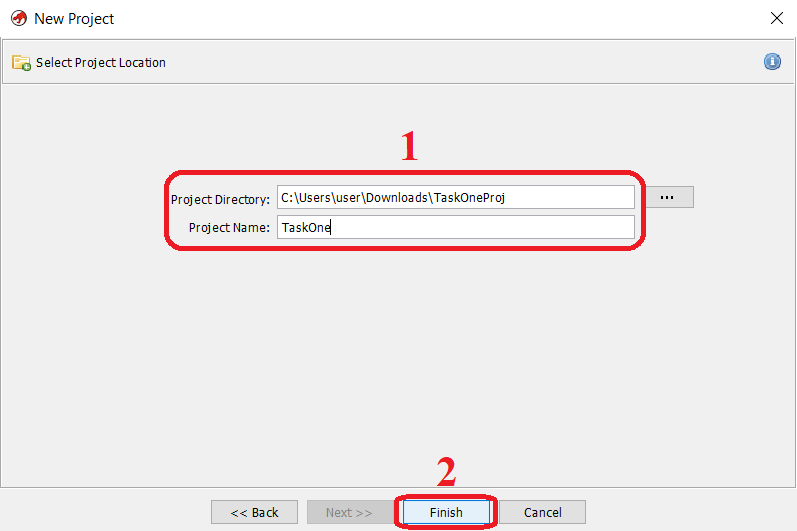 New Project
Select Project Location
1
Project Directory: C:\Users\user\Downloads\TaskOneProj ...
Project Name: TaskOne
2
<< Back Next >> Finish Cancel